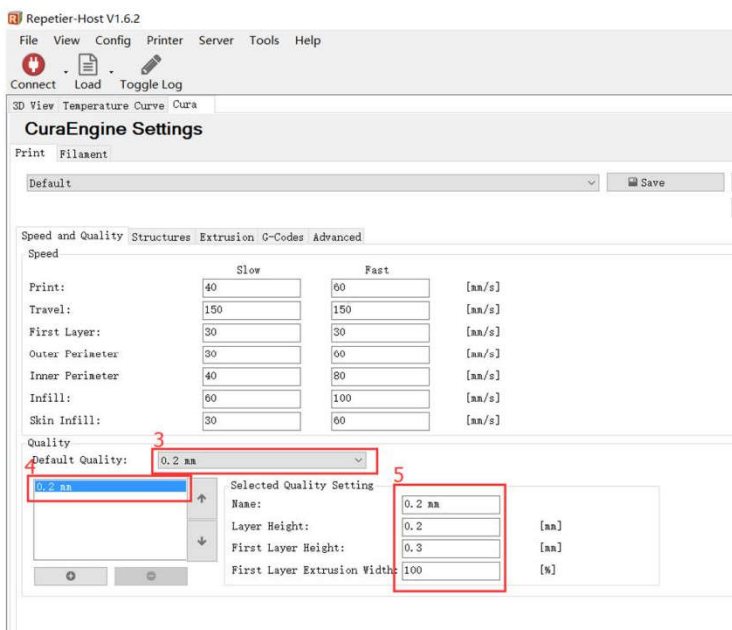 Repetier-Host V1.6.2
File View Config Printer Server Tools Help
Connect Load Toggle Log
3D View Temperature Curve Cura
CuraEngine Settings
Print Filament
Default Save
Speed and Quality Structures Extrusion G-Codes Advanced
Speed
Slow Fast
Print: 40 60 [mm/s]
Travel: 150 150 [mm/s]
First Layer: 30 30 [mm/s]
Outer Perimeter 30 60 [mm/s]
Inner Perimeter 40 80 [mm/s]
Infill: 60 100 [mm/s]
Skin Infill: 30 60 [mm/s]
Quality
3
Default Quality: 0.2 mm
4
0.2 mm
5
Selected Quality Setting
Name: 0.2 mm
Layer Height: 0.2 [mm]
First Layer Height: 0.3 [mm]
First Layer Extrusion Width: 100 [%]